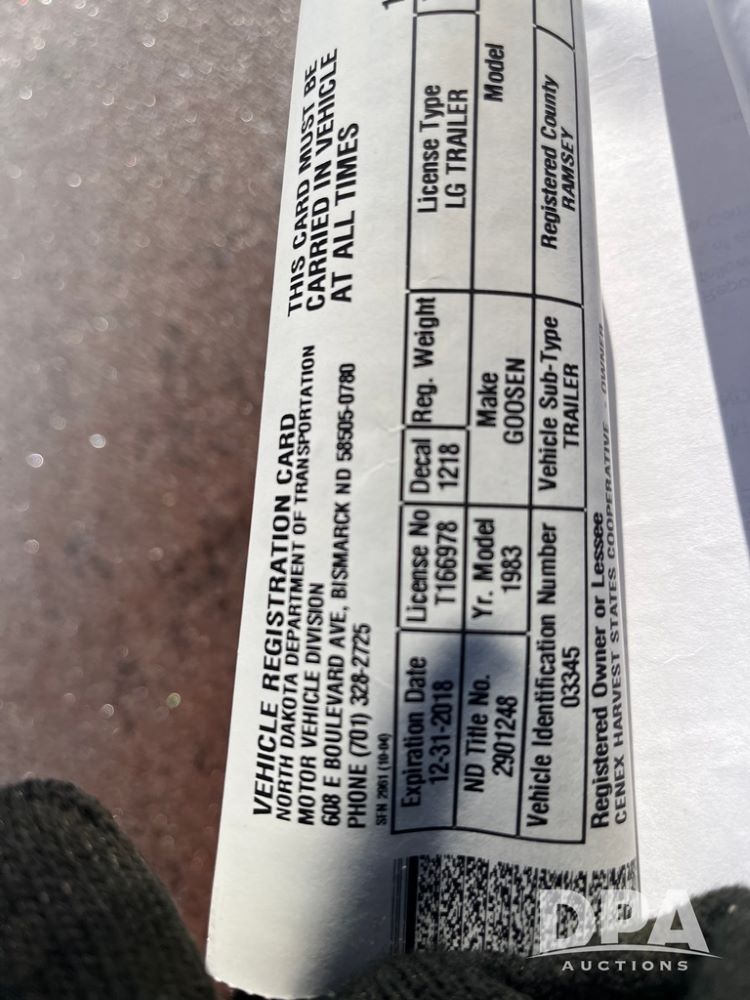 VEHICLE REGISTRATION CARD
NORTH DAKOTA DEPARTMENT OF TRANSPORTATION
MOTOR VEHICLE DIVISION
608 E BOULEVARD AVE, BISMARCK ND 58505-0780
PHONE (701) 328-2725
SFN 2961 (10-04)
THIS CARD MUST BE
CARRIED IN VEHICLE
AT ALL TIMES
Expiration Date License No Decal Reg. Weight License Type
12-31-2018 T166978 1218 LG TRAILER
ND Title No. Yr. Model Make Model
2901248 1983 GOOSEN
Vehicle Identification Number Vehicle Sub-Type Registered County
03345 TRAILER RAMSEY
Registered Owner or Lessee
CENEX HARVEST STATES COOPERATIVE - OWNER
DPA
AUCTIONS